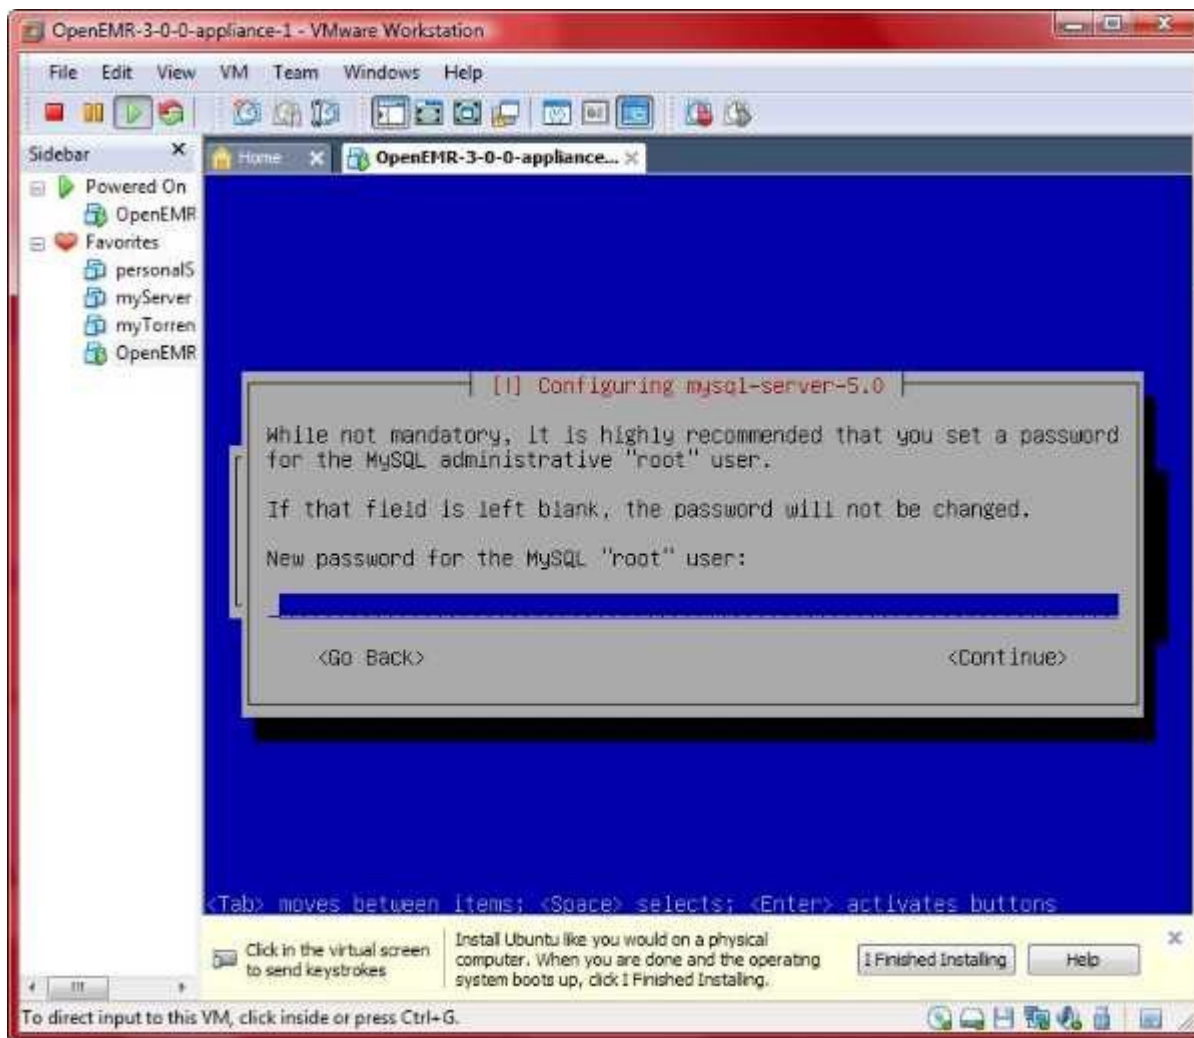 OpenEMR-3-0-0-appliance-1 - VMware Workstation
File Edit View VM Team Windows Help
Sidebar
Home
OpenEMR-3-0-0-appliance...
Powered On
OpenEMR
Favorites
personalS
myServer
myTorren
OpenEMR
[!] Configuring mysql-server-5.0
While not mandatory, it is highly recommended that you set a password
for the MySQL administrative "root" user.
If that field is left blank, the password will not be changed.
New password for the MySQL "root" user:
<Go Back>
<Continue>
<Tab> moves between items; <Space> selects; <Enter> activates buttons
Click in the virtual screen
to send keystrokes
Install Ubuntu like you would on a physical
computer. When you are done and the operating
system boots up, click I Finished Installing.
I Finished Installing
Help
To direct input to this VM, click inside or press Ctrl+G.